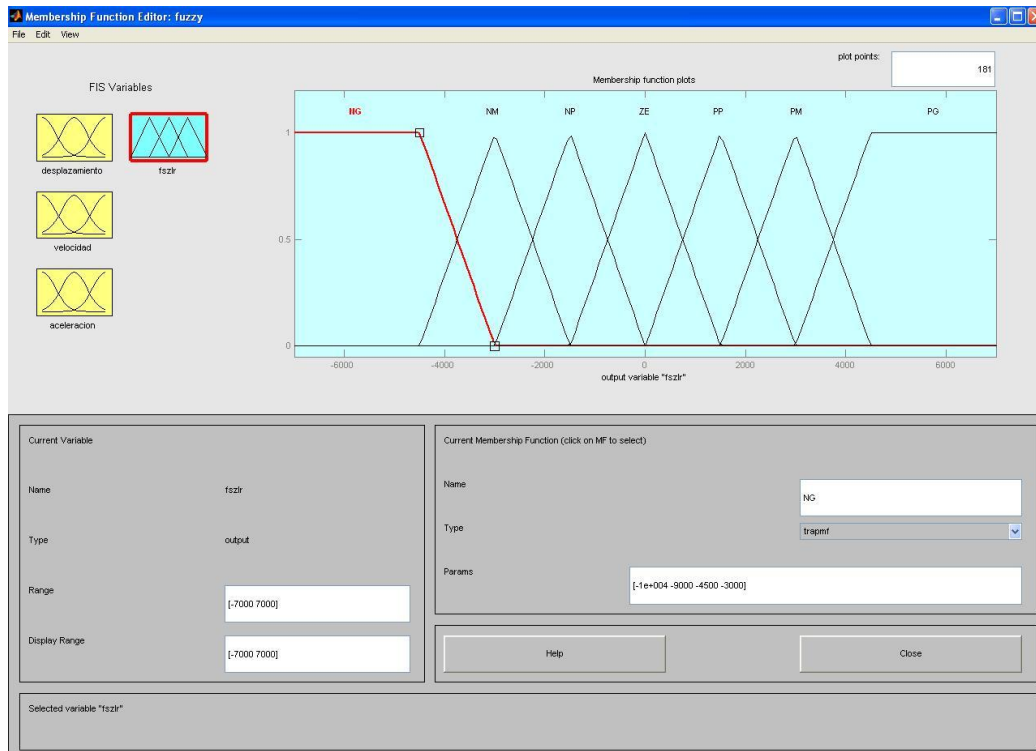 Membership Function Editor: fuzzy
File Edit View
plot points:
181
FIS Variables
Membership function plots
desplazamiento
fszlr
velocidad
aceleracion
NG NM NP ZE PP PM PG
1
0.5
0
-6000 -4000 -2000 0 2000 4000 6000
output variable "fszlr"
Current Variable
Name fszlr
Type output
Range [-7000 7000]
Display Range [-7000 7000]
Current Membership Function (click on MF to select)
Name NG
Type trapmf
Params [-1e+004 -9000 -4500 -3000]
Help Close
Selected variable "fszlr"